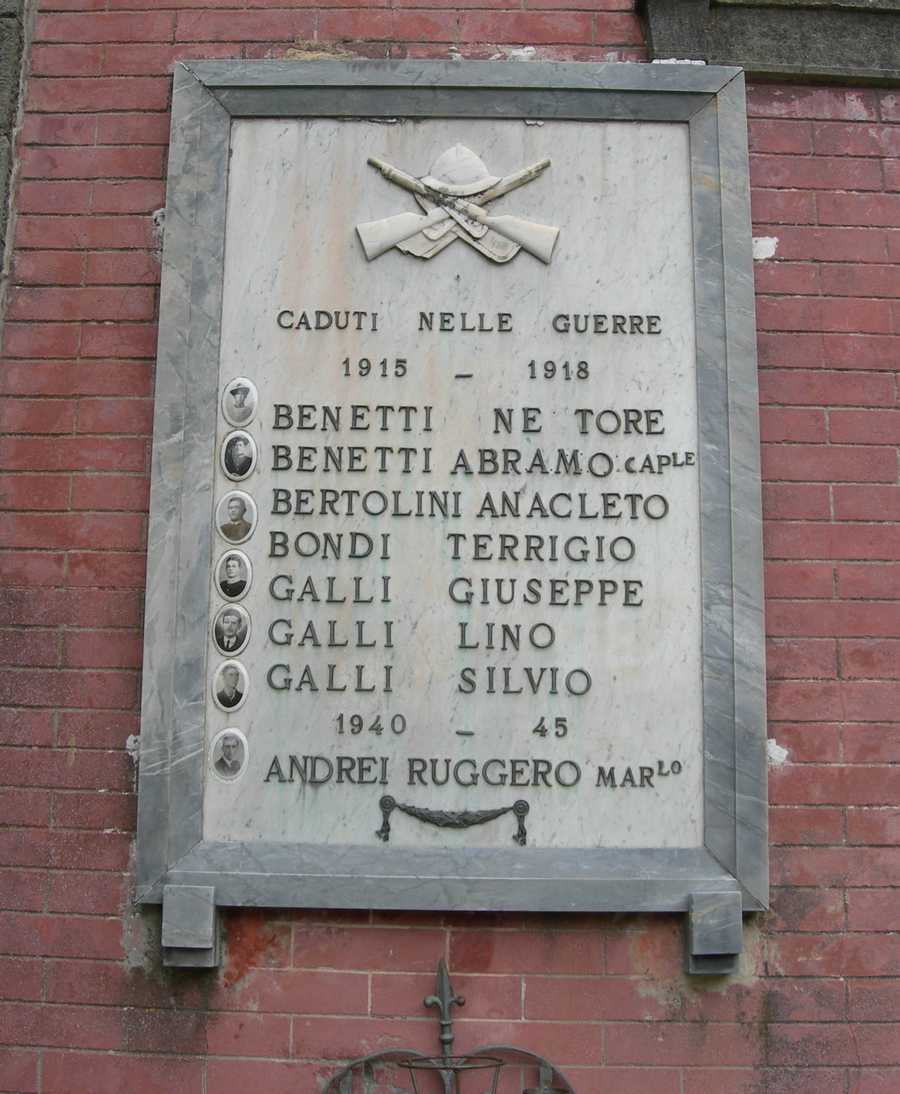 CADUTI NELLE GUERRE
1915 – 1918
BENETTI NE TORE
BENETTI ABRAMO CAPLE
BERTOLINI ANACLETO
BONDI TERRIGIO
GALLI GIUSEPPE
GALLI LINO
GALLI SILVIO
1940 – 45
ANDREI RUGGERO MARLO